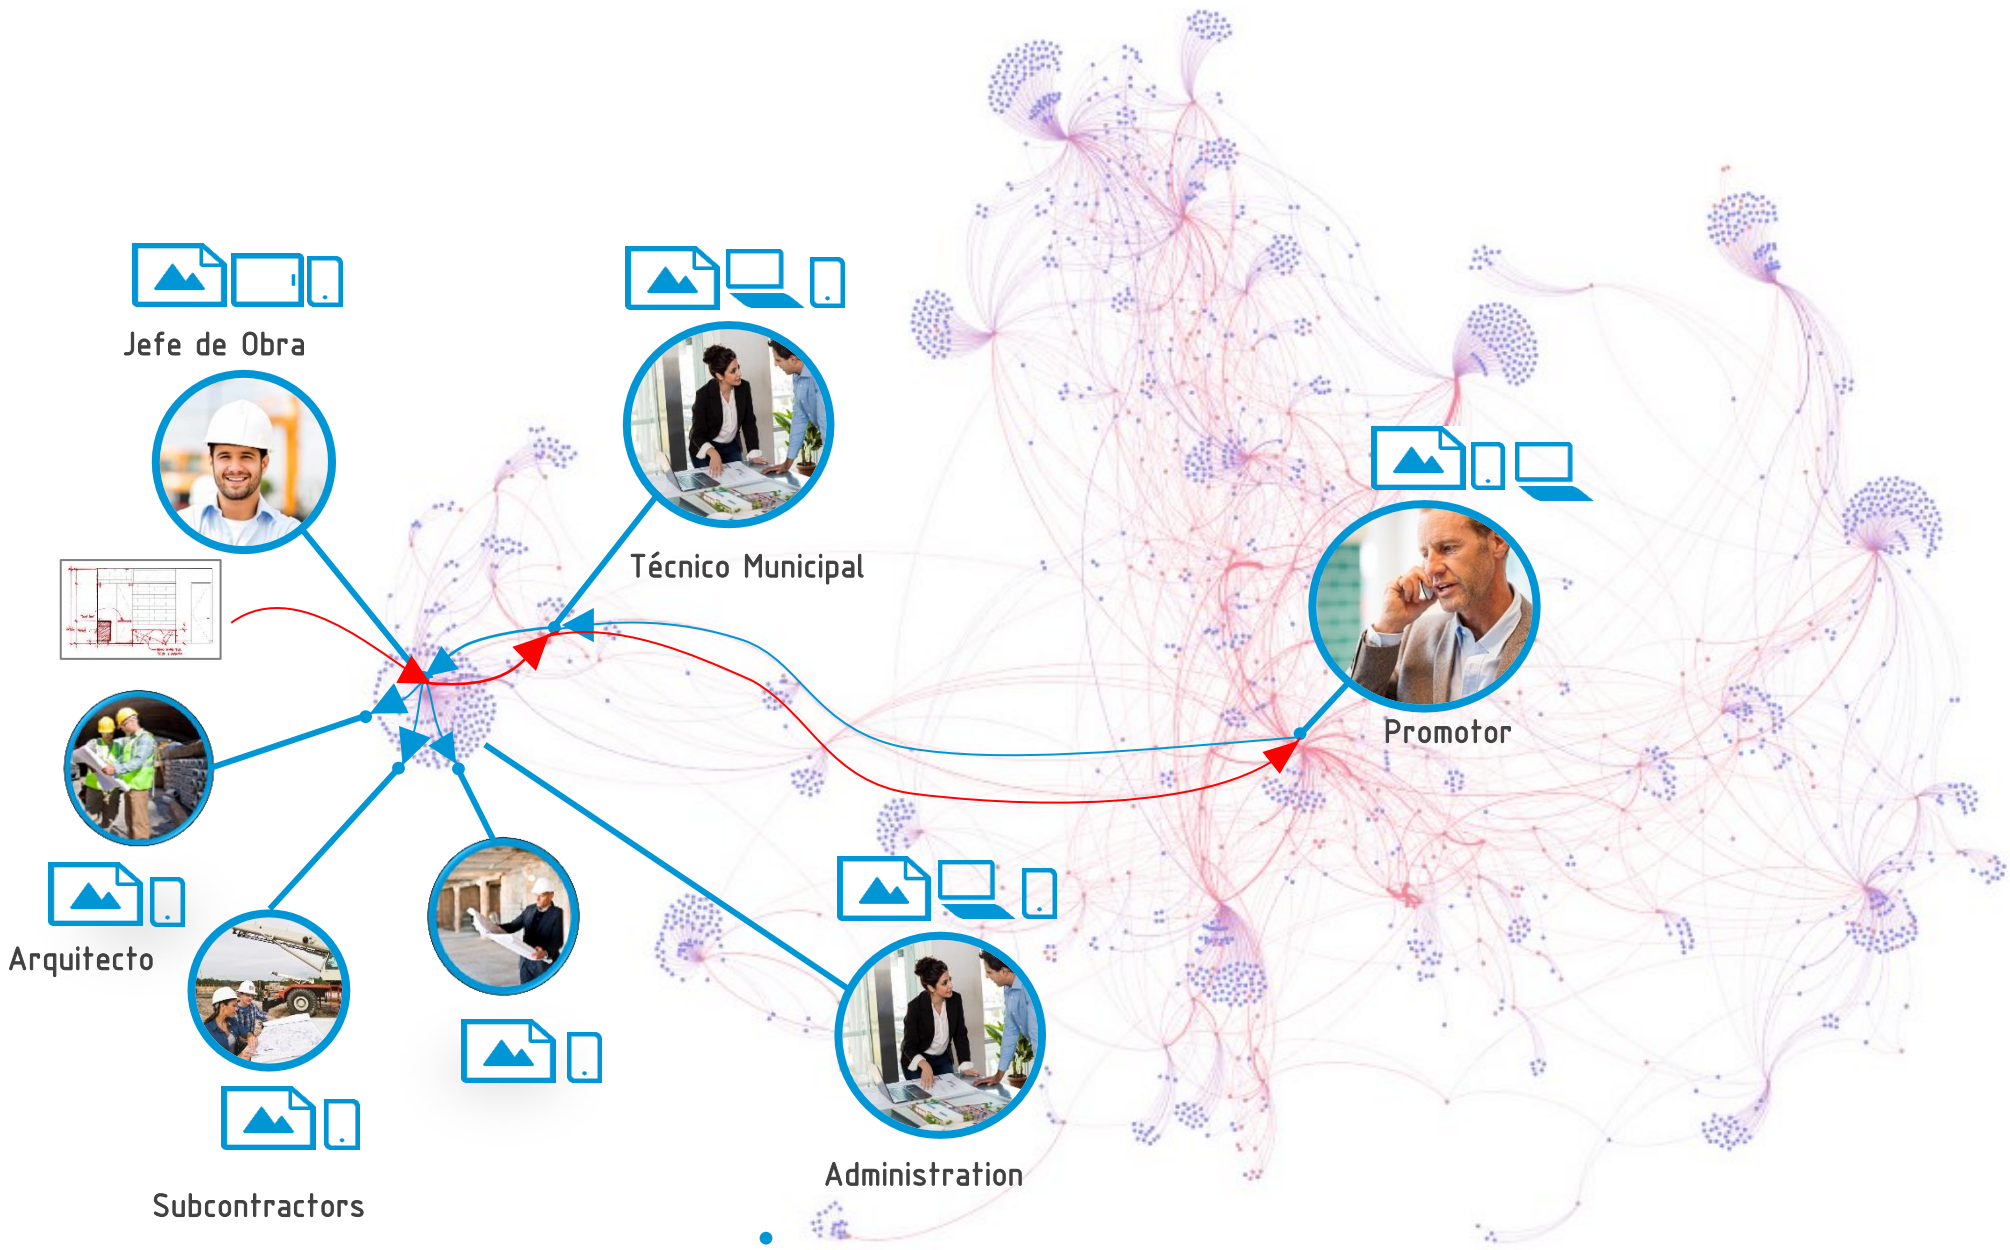 Jefe de Obra
Técnico Municipal
Promotor
Arquitecto
Administration
Subcontractors